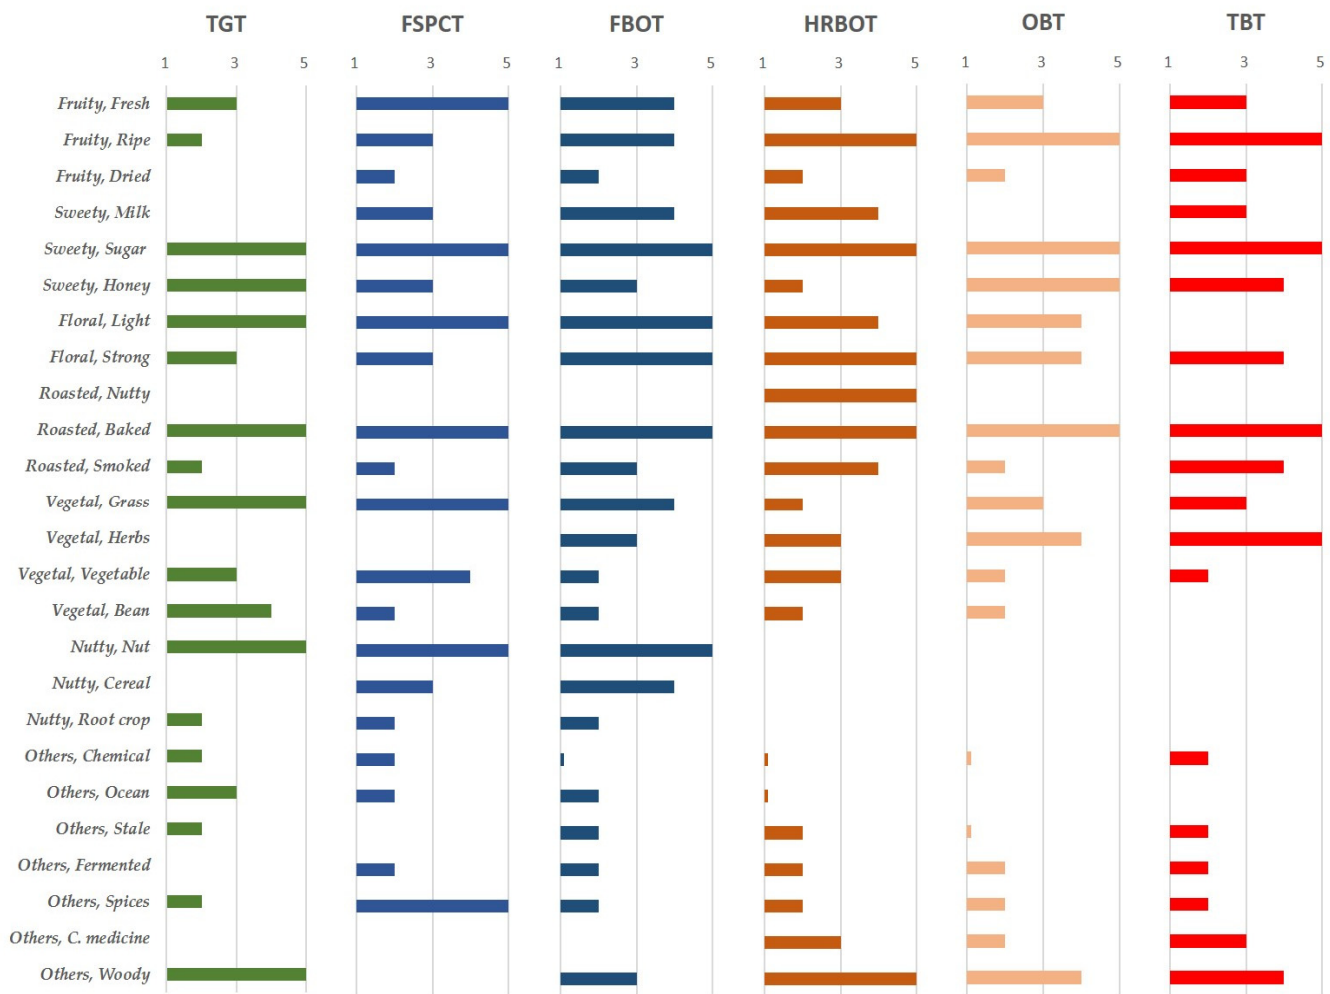 TGT FSPCT FBOT HRBOT OBT TBT
1 3 5 1 3 5 1 3 5 1 3 5 1 3 5 1 3 5
Fruity, Fresh
Fruity, Ripe
Fruity, Dried
Sweety, Milk
Sweety, Sugar
Sweety, Honey
Floral, Light
Floral, Strong
Roasted, Nutty
Roasted, Baked
Roasted, Smoked
Vegetal, Grass
Vegetal, Herbs
Vegetal, Vegetable
Vegetal, Bean
Nutty, Nut
Nutty, Cereal
Nutty, Root crop
Others, Chemical
Others, Ocean
Others, Stale
Others, Fermented
Others, Spices
Others, C. medicine
Others, Woody